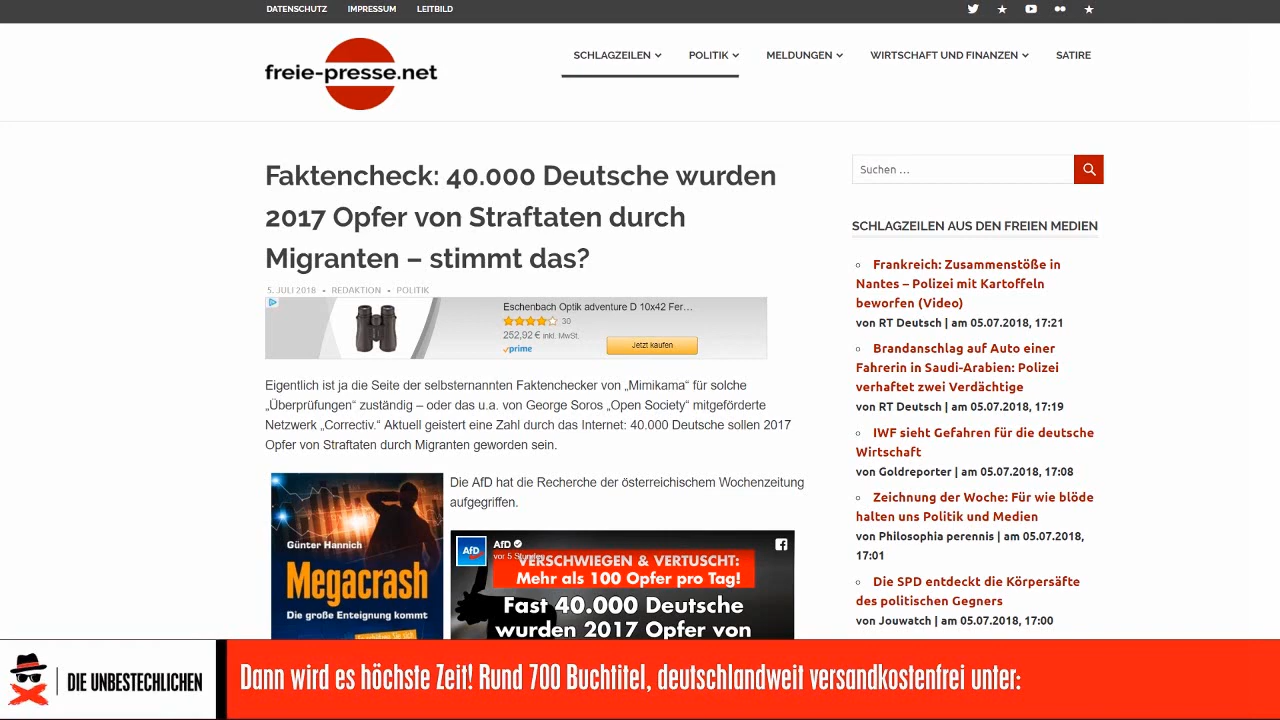 DATENSCHUTZ IMPRESSUM LEITBILD
freie-presse.net
SCHLAGZEILEN POLITIK MELDUNGEN WIRTSCHAFT UND FINANZEN SATIRE
Faktencheck: 40.000 Deutsche wurden
2017 Opfer von Straftaten durch
Migranten – stimmt das?
5. JULI 2018 • REDAKTION • POLITIK
Eschenbach Optik adventure D 10x42 Fer…
30
252,92 € inkl. MwSt.
prime
Jetzt kaufen
Eigentlich ist ja die Seite der selbsternannten Faktenchecker von „Mimikama“ für solche
„Überprüfungen“ zuständig – oder das u.a. von George Soros „Open Society“ mitgeförderte
Netzwerk „Correctiv.“ Aktuell geistert eine Zahl durch das Internet: 40.000 Deutsche sollen 2017
Opfer von Straftaten durch Migranten geworden sein.
Günter Hannich
Megacrash
Die große Enteignung kommt
Die AfD hat die Recherche der österreichischem Wochenzeitung
aufgegriffen.
AfD
AfD
vor 5 Stunden
VERSCHWIEGEN & VERTUSCHT:
Mehr als 100 Opfer pro Tag!
Fast 40.000 Deutsche
wurden 2017 Opfer von
Suchen …
SCHLAGZEILEN AUS DEN FREIEN MEDIEN
Frankreich: Zusammenstöße in
Nantes – Polizei mit Kartoffeln
beworfen (Video)
von RT Deutsch | am 05.07.2018, 17:21
Brandanschlag auf Auto einer
Fahrerin in Saudi-Arabien: Polizei
verhaftet zwei Verdächtige
von RT Deutsch | am 05.07.2018, 17:19
IWF sieht Gefahren für die deutsche
Wirtschaft
von Goldreporter | am 05.07.2018, 17:08
Zeichnung der Woche: Für wie blöde
halten uns Politik und Medien
von Philosophia perennis | am 05.07.2018,
17:01
Die SPD entdeckt die Körpersäfte
des politischen Gegners
von Jouwatch | am 05.07.2018, 17:00
DIE UNBESTECHLICHEN
Dann wird es höchste Zeit! Rund 700 Buchtitel, deutschlandweit versandkostenfrei unter: